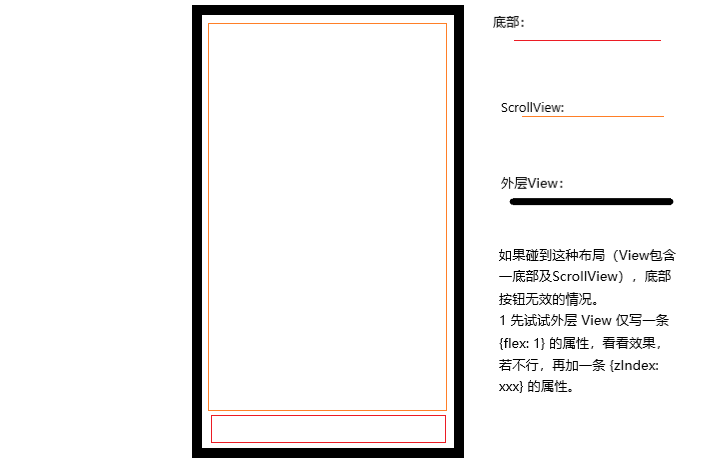 底部：
ScrollView:
外层View：
如果碰到这种布局（View包含
一底部及ScrollView），底部
按钮无效的情况。
1 先试试外层 View 仅写一条
{flex: 1} 的属性，看看效果，
若不行，再加一条 {zIndex:
xxx} 的属性。